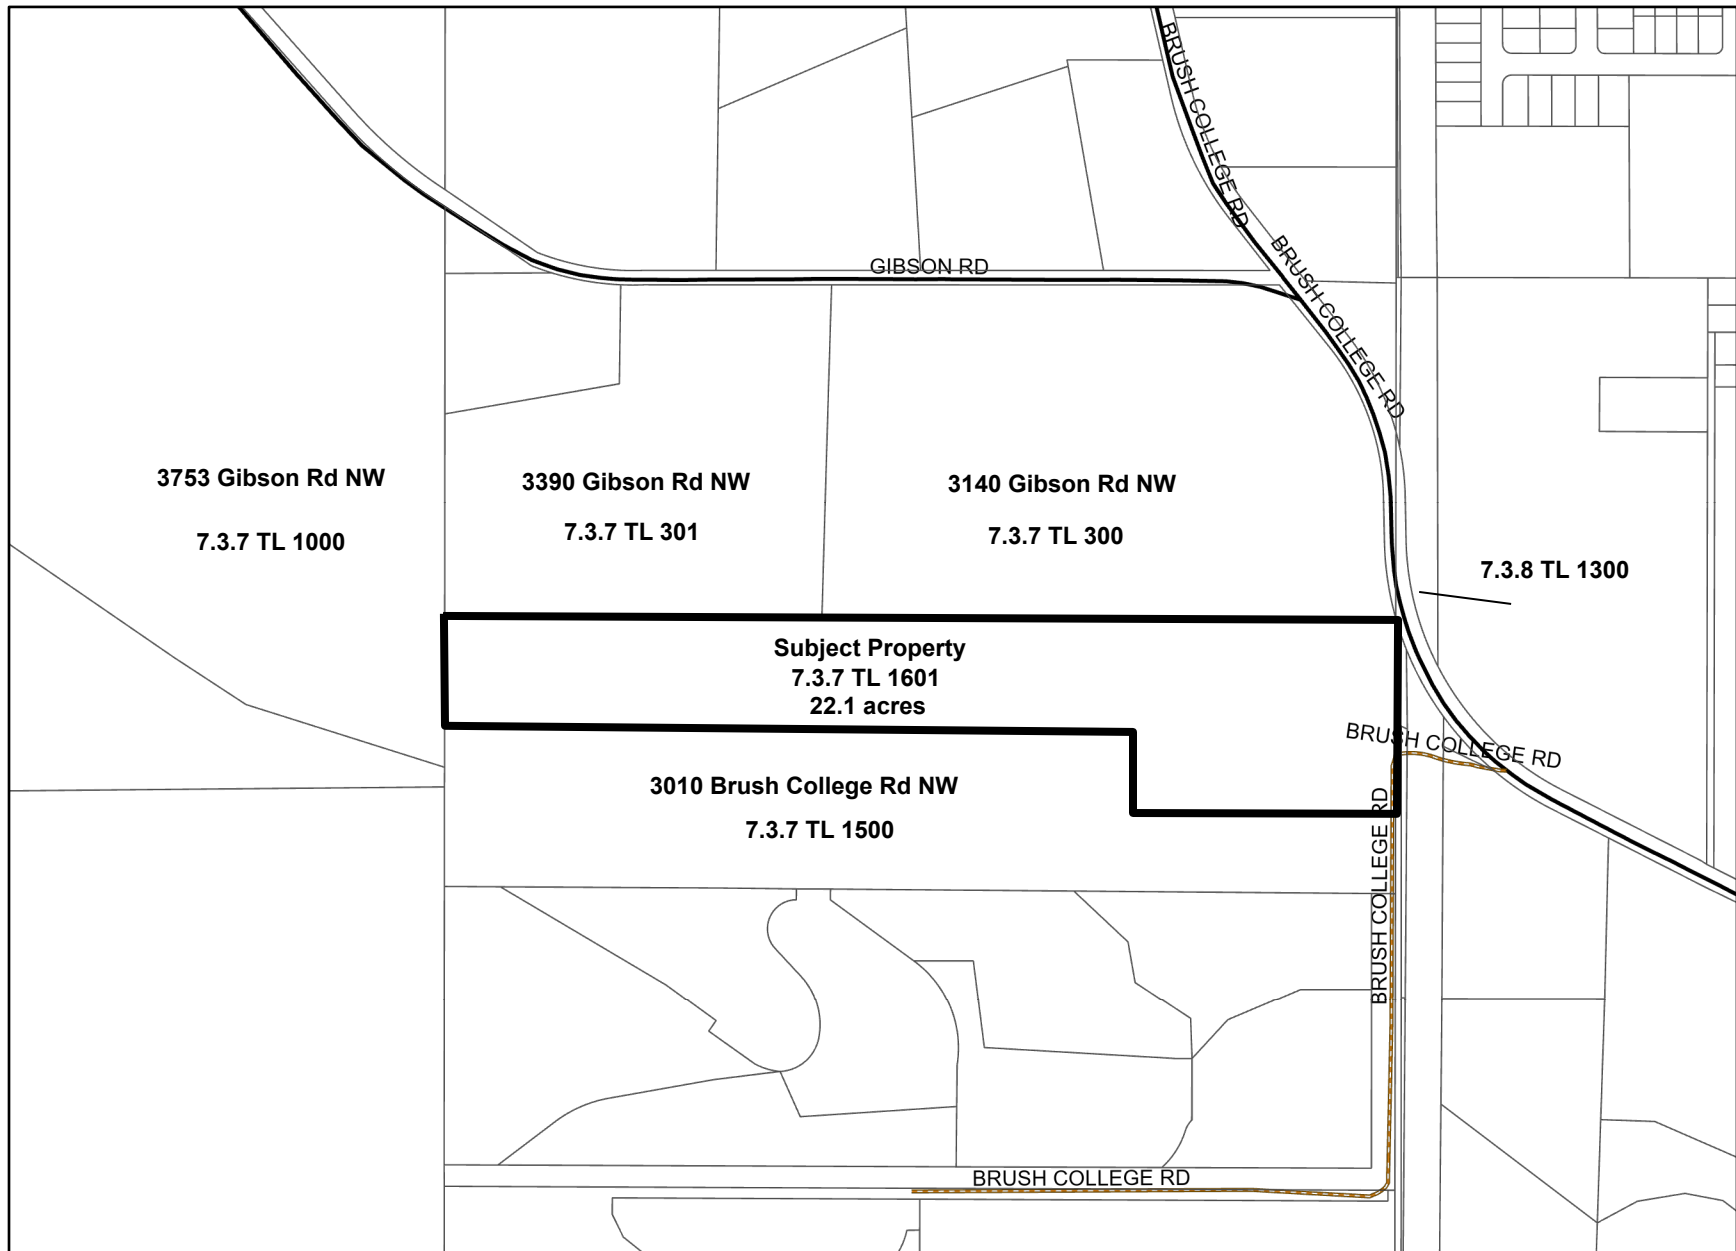 BRUSH COLLEGE RD
BRUSH COLLEGE RD
GIBSON RD
3753 Gibson Rd NW
7.3.7 TL 1000
3390 Gibson Rd NW
7.3.7 TL 301
3140 Gibson Rd NW
7.3.7 TL 300
7.3.8 TL 1300
Subject Property
7.3.7 TL 1601
22.1 acres
BRUSH COLLEGE RD
3010 Brush College Rd NW
7.3.7 TL 1500
BRUSH COLLEGE RD
BRUSH COLLEGE RD